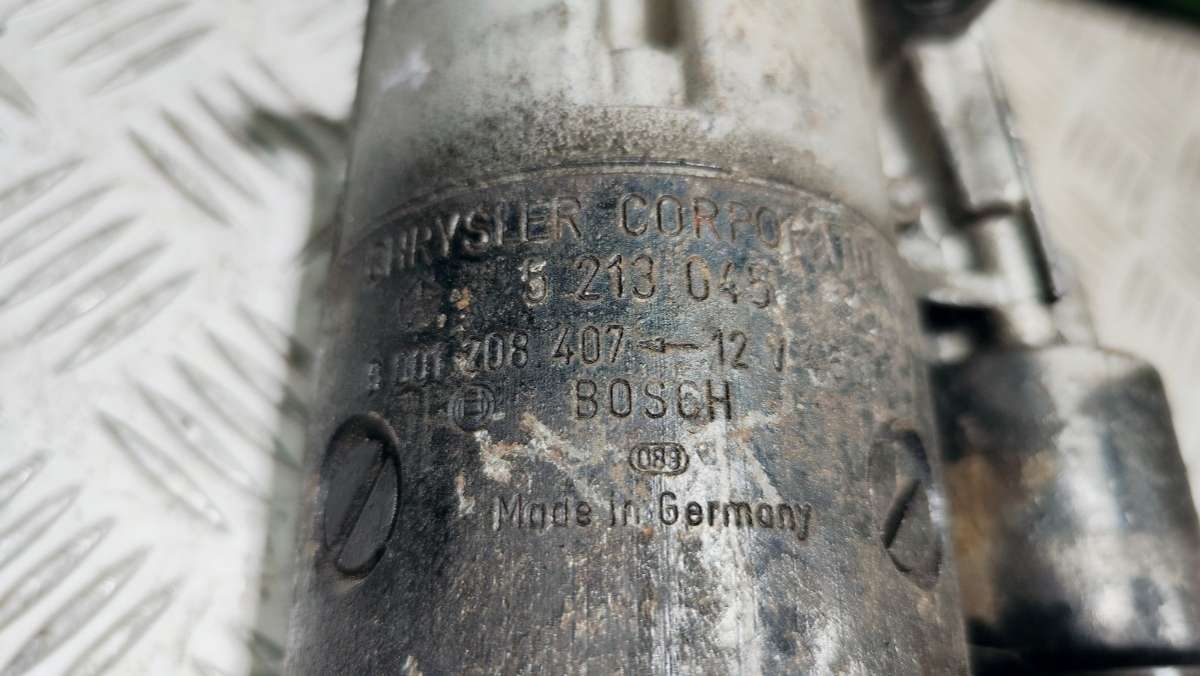 CHRYSLER CORPORATION
5 213 045
0 001 208 407 ← 12 V
BOSCH
083
Made in Germany